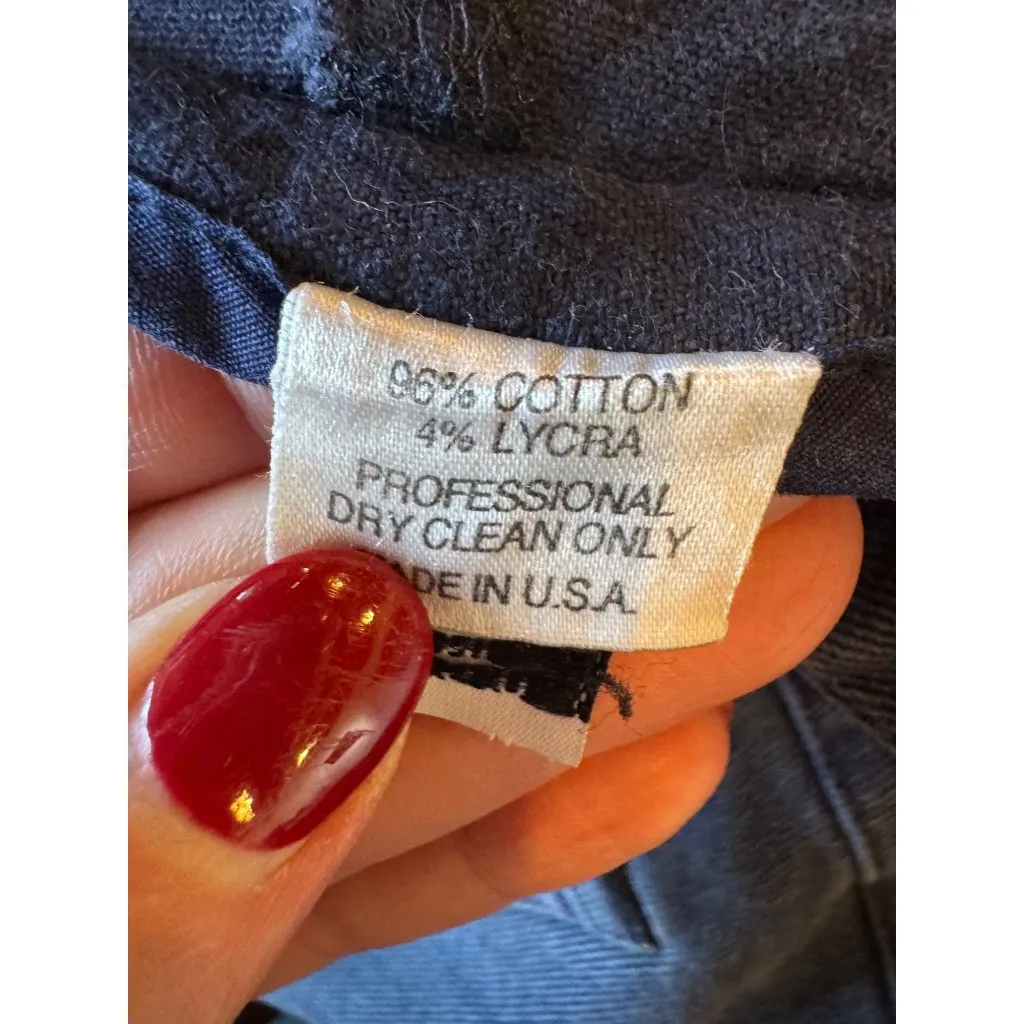 96% COTTON
4% LYCRA
PROFESSIONAL
DRY CLEAN ONLY
ADE IN U.S.A.